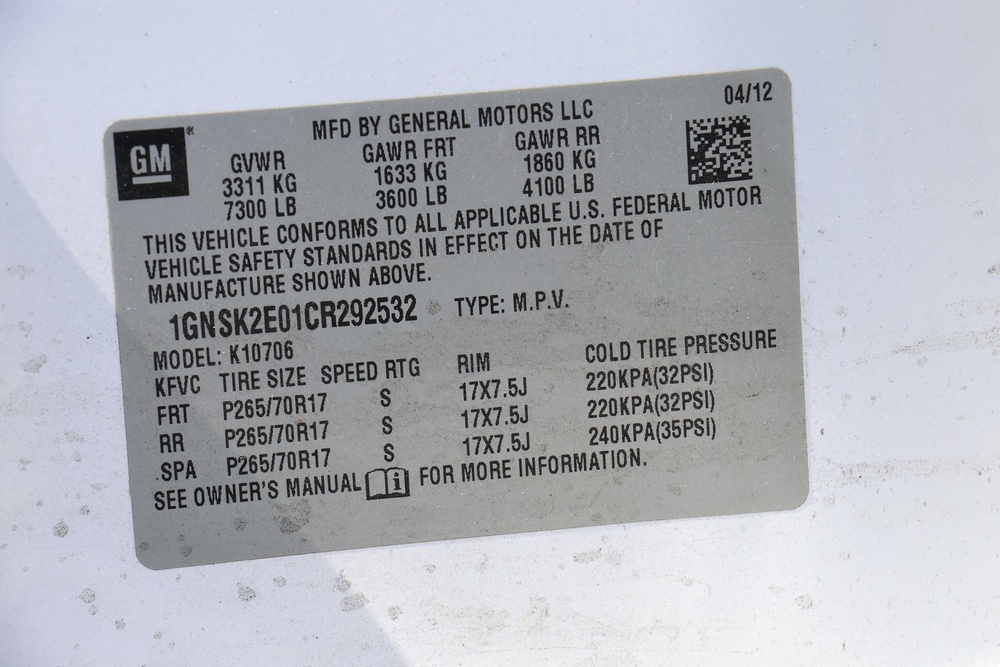 04/12
GM®
MFD BY GENERAL MOTORS LLC
GVWR GAWR FRT GAWR RR
3311 KG 1633 KG 1860 KG
7300 LB 3600 LB 4100 LB
THIS VEHICLE CONFORMS TO ALL APPLICABLE U.S. FEDERAL MOTOR
VEHICLE SAFETY STANDARDS IN EFFECT ON THE DATE OF
MANUFACTURE SHOWN ABOVE.
1GNSK2E01CR292532 TYPE: M.P.V.
MODEL: K10706
KFVC TIRE SIZE SPEED RTG RIM COLD TIRE PRESSURE
FRT P265/70R17 S 17X7.5J 220KPA(32PSI)
RR P265/70R17 S 17X7.5J 220KPA(32PSI)
SPA P265/70R17 S 17X7.5J 240KPA(35PSI)
SEE OWNER'S MANUAL i FOR MORE INFORMATION.